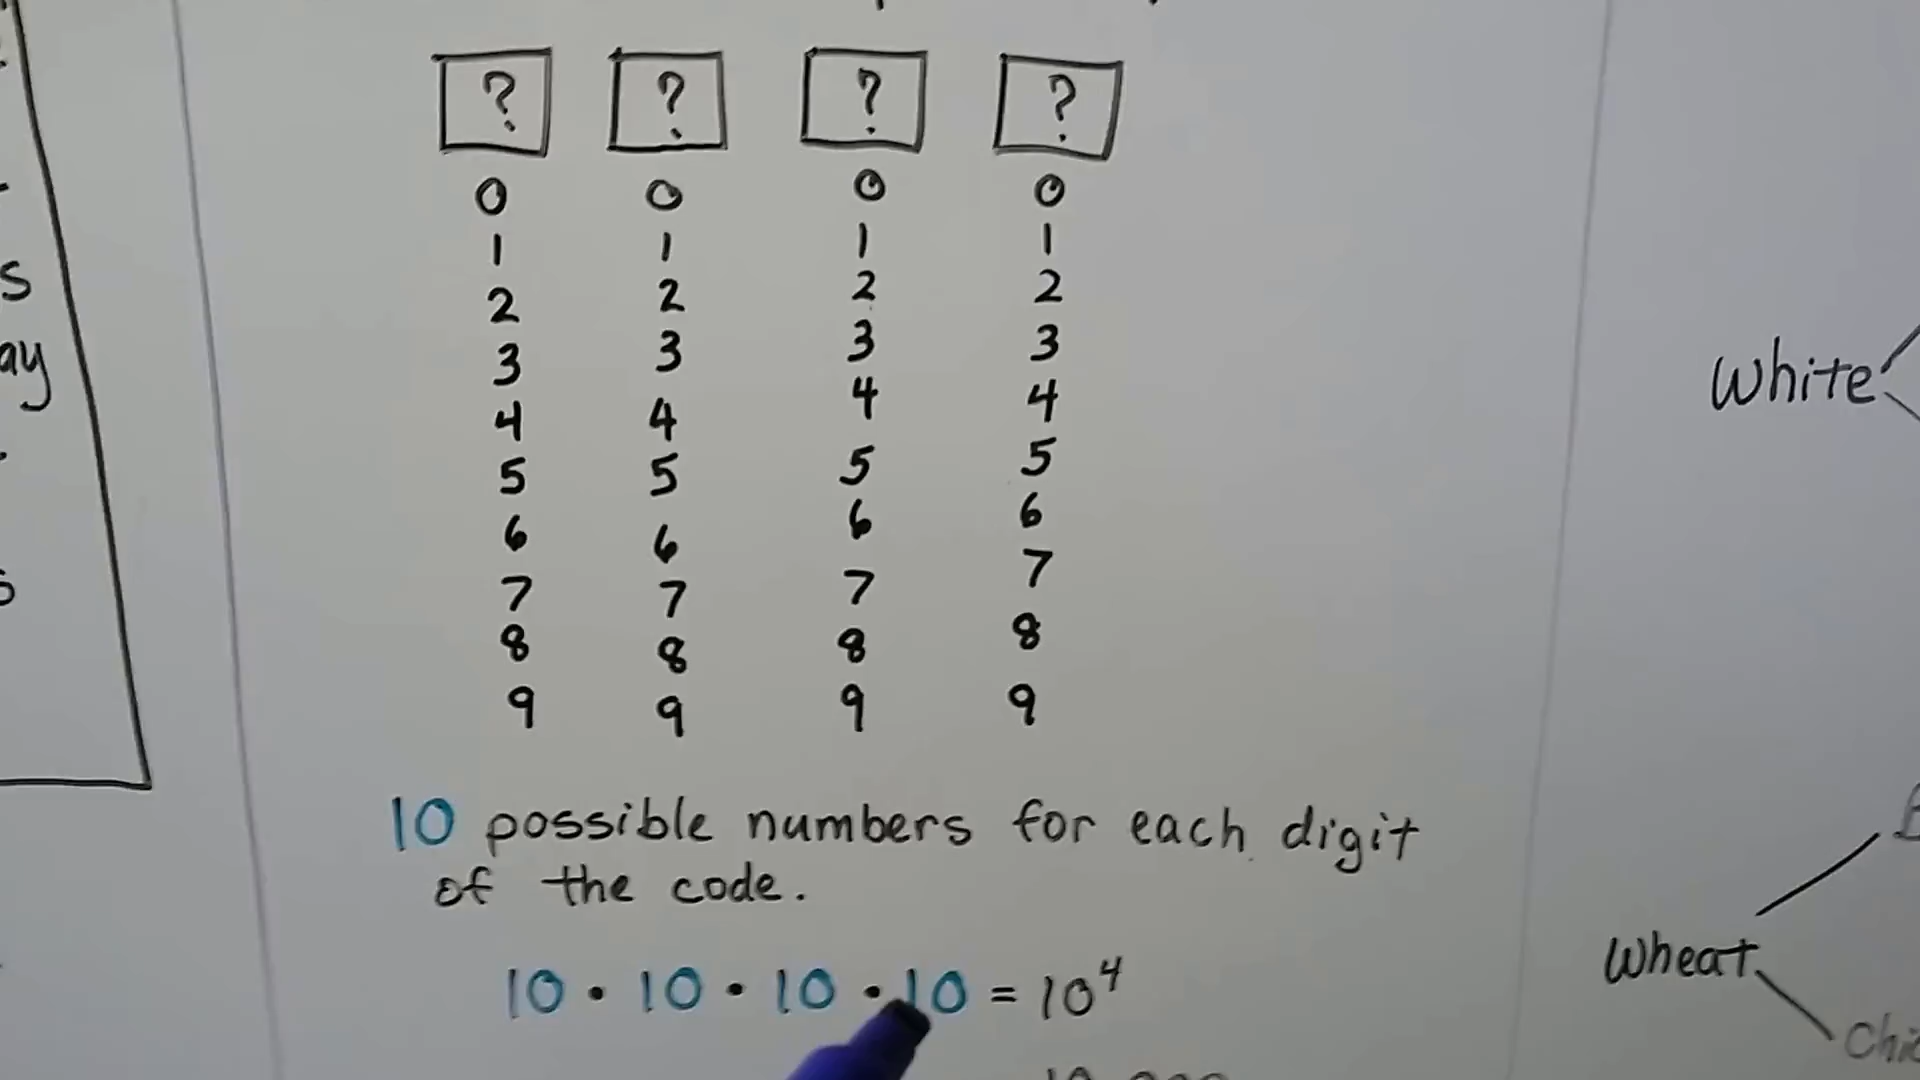 ? ? ? ?
0 0 0 0
1 1 1 1
2 2 2 2
3 3 3 3
4 4 4 4
5 5 5 5
6 6 6 6
7 7 7 7
8 8 8 8
9 9 9 9
10 possible numbers for each digit
of the code.
10 · 10 · 10 · 10 = 10⁴
White
Wheat